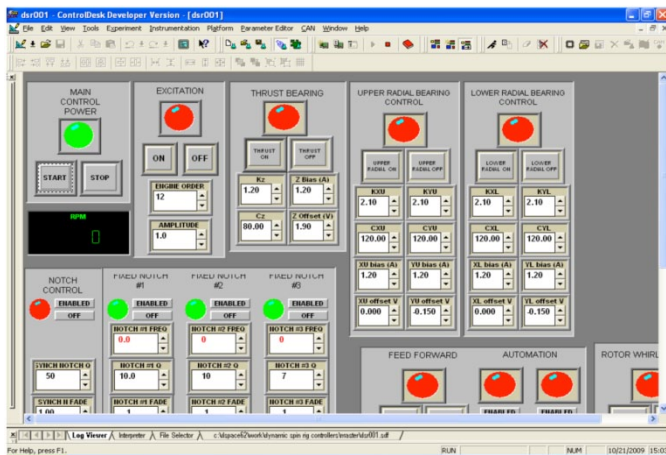 dsr001 - ControlDesk Developer Version - [dsr001]
File Edit View Tools Experiment Instrumentation Platform Parameter Editor CAN Window Help
MAIN CONTROL POWER
START STOP
RPM
0
EXCITATION
ON OFF
ENGINE ORDER
12
AMPLITUDE
1.0
THRUST BEARING
THRUST ON THRUST OFF
Kz Z Bias (A)
1.20 1.20
Cz Z Offset (V)
80.00 1.90
UPPER RADIAL BEARING CONTROL
UPPER RADIAL ON UPPER RADIAL OFF
KXU KYU
2.10 2.10
CXU CYU
120.00 120.00
XU bias (A) YU bias (A)
1.20 1.20
XU offset V YU offset V
0.000 -0.150
LOWER RADIAL BEARING CONTROL
LOWER RADIAL ON LOWER RADIAL OFF
KXL KYL
2.10 2.10
CXL CYL
120.00 120.00
XL bias (A) YL bias (A)
1.20 1.20
XL offset V YL offset V
0.000 -0.150
NOTCH CONTROL
ENABLED
OFF
SYNCH NOTCH Q
50
SYNCH N FADE
1.00
FIXED NOTCH #1
ENABLED
OFF
NOTCH #1 FREQ
0.0
NOTCH #1 Q
10.0
NOTCH #1 FADE
1
FIXED NOTCH #2
ENABLED
OFF
NOTCH #2 FREQ
0
NOTCH #2 Q
10
NOTCH #2 FADE
1
FIXED NOTCH #3
ENABLED
OFF
NOTCH #3 FREQ
0
NOTCH #3 Q
7
NOTCH #3 FADE
1
FEED FORWARD AUTOMATION
ENABLED ENABLED
ROTOR WHIRL
Log Viewer Interpreter File Selector c:\dspace62\work\dynamic spin rig controllers\master\dsr001.sdf
For Help, press F1. RUN NUM 10/21/2009 15:03